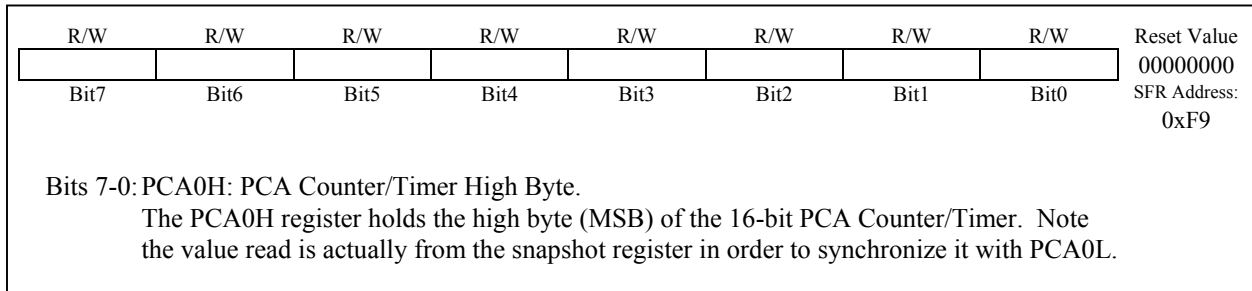 R/W R/W R/W R/W R/W R/W R/W R/W Reset Value
00000000
Bit7 Bit6 Bit5 Bit4 Bit3 Bit2 Bit1 Bit0 SFR Address:
0xF9
Bits 7-0: PCA0H: PCA Counter/Timer High Byte.
The PCA0H register holds the high byte (MSB) of the 16-bit PCA Counter/Timer. Note
the value read is actually from the snapshot register in order to synchronize it with PCA0L.